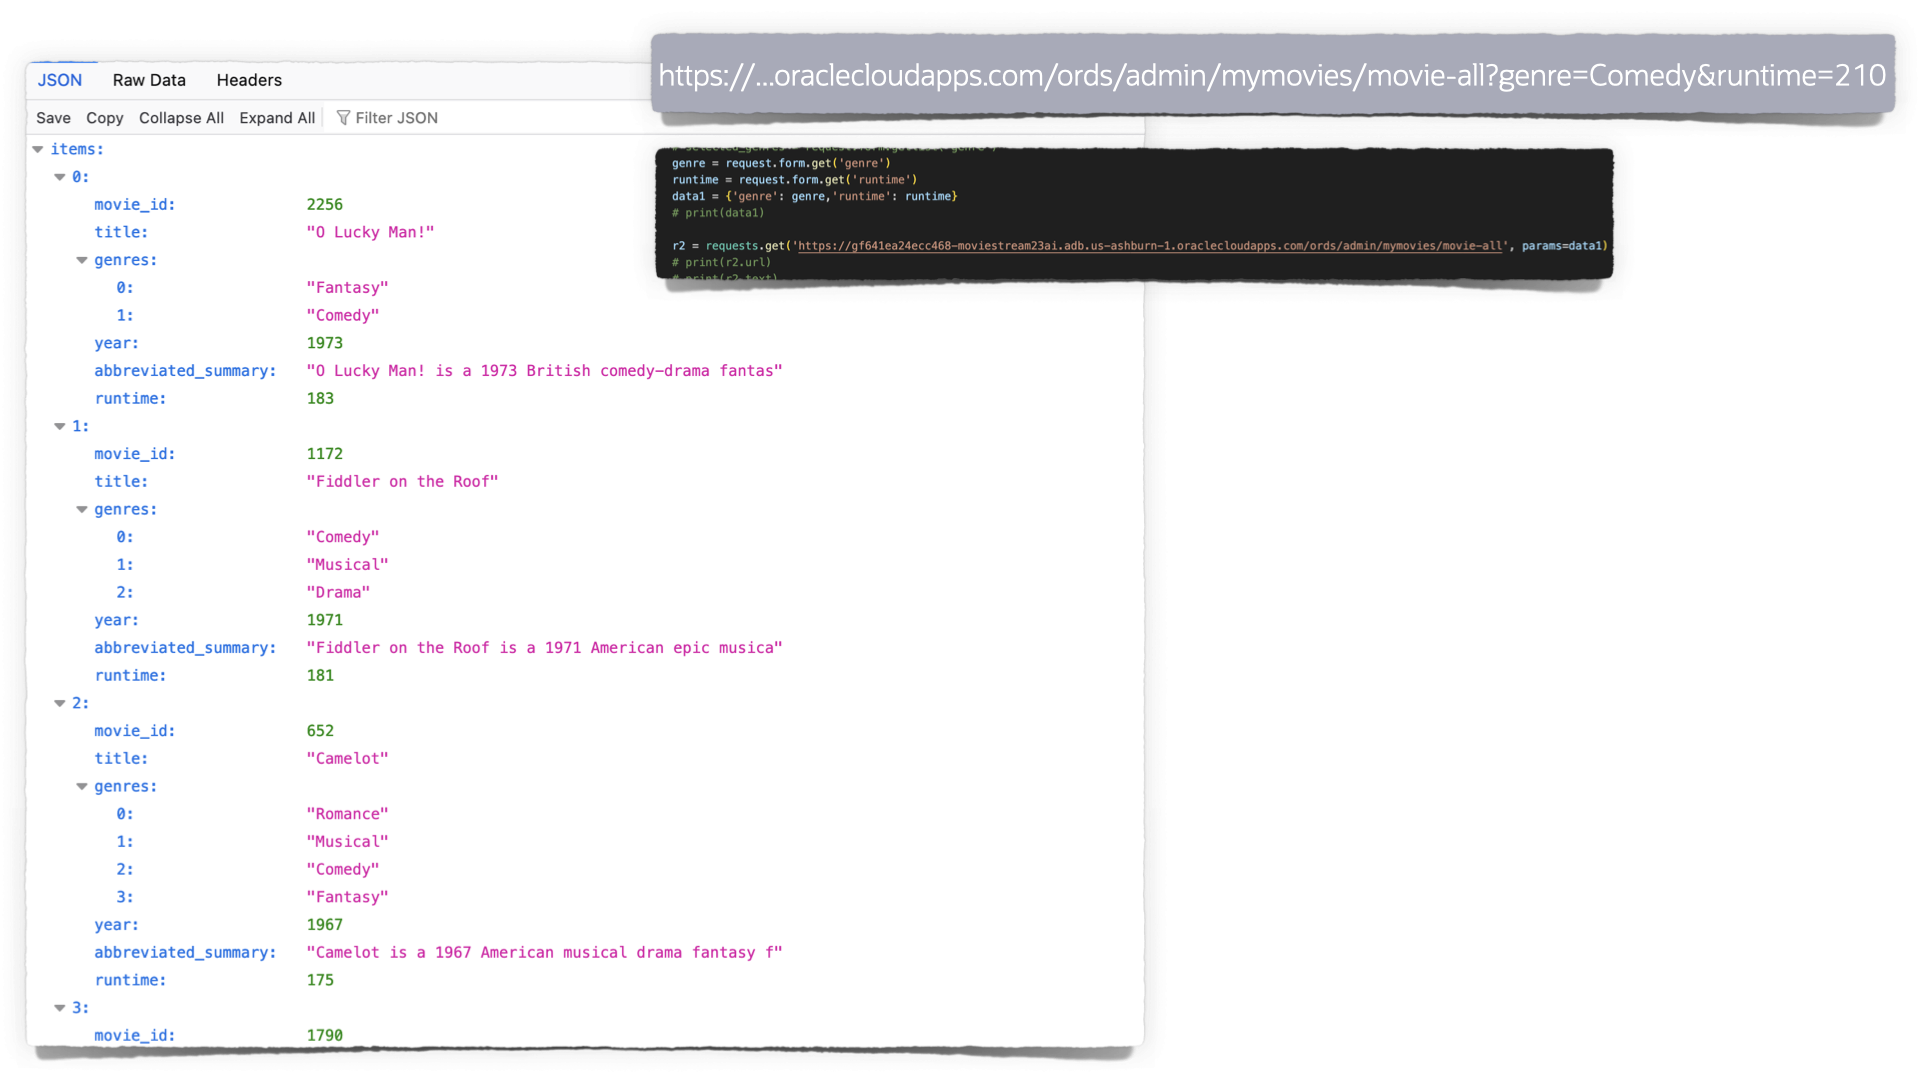 https://...oraclecloudapps.com/ords/admin/mymovies/movie-all?genre=Comedy&runtime=210
JSON Raw Data Headers
Save Copy Collapse All Expand All Filter JSON
genre = request.form.get('genre')
runtime = request.form.get('runtime')
data1 = {'genre': genre,'runtime': runtime}
# print(data1)
r2 = requests.get('https://gf641ea24ecc468-moviestream23ai.adb.us-ashburn-1.oraclecloudapps.com/ords/admin/mymovies/movie-all', params=data1)
# print(r2.url)
# print(r2.text)
items:
0:
movie_id: 2256
title: "O Lucky Man!"
genres:
0: "Fantasy"
1: "Comedy"
year: 1973
abbreviated_summary: "O Lucky Man! is a 1973 British comedy-drama fantas"
runtime: 183
1:
movie_id: 1172
title: "Fiddler on the Roof"
genres:
0: "Comedy"
1: "Musical"
2: "Drama"
year: 1971
abbreviated_summary: "Fiddler on the Roof is a 1971 American epic musica"
runtime: 181
2:
movie_id: 652
title: "Camelot"
genres:
0: "Romance"
1: "Musical"
2: "Comedy"
3: "Fantasy"
year: 1967
abbreviated_summary: "Camelot is a 1967 American musical drama fantasy f"
runtime: 175
3:
movie_id: 1790